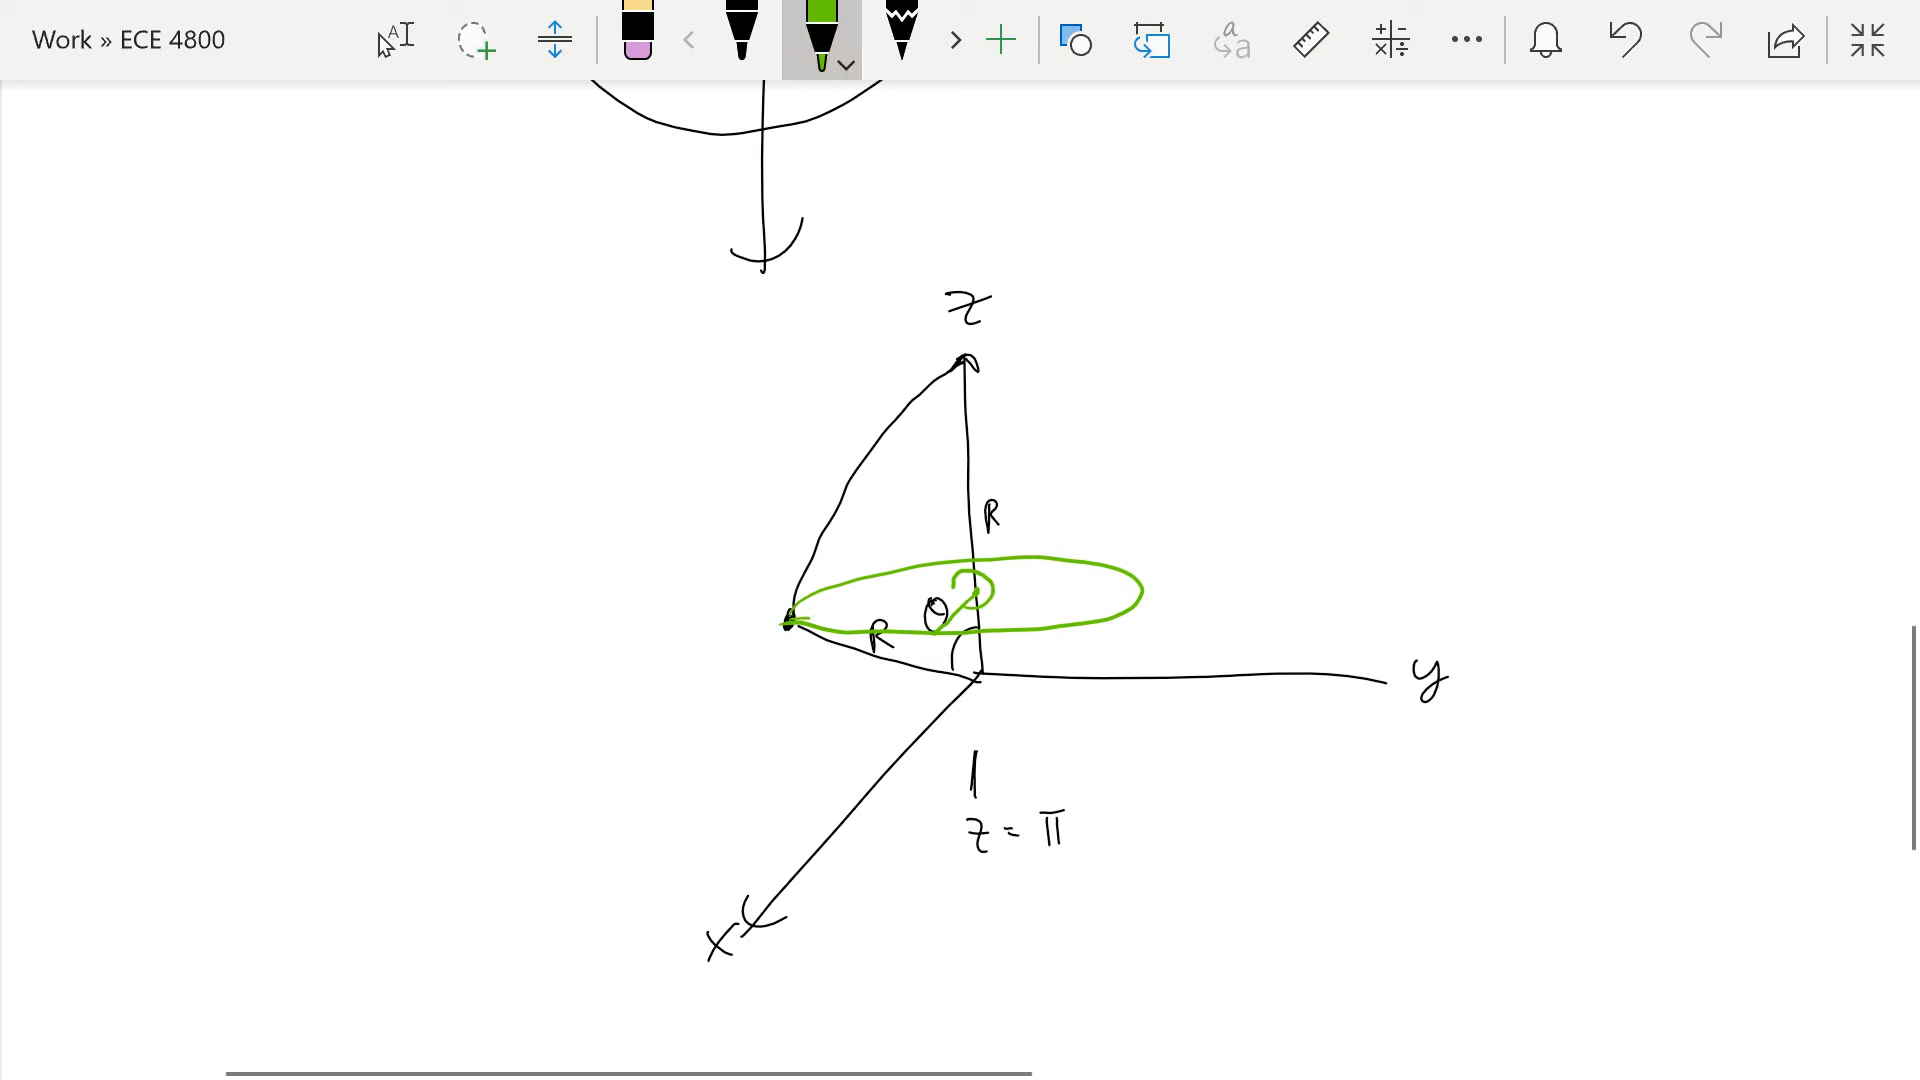 Work » ECE 4800
z
R
θ
R
y
z = π
x